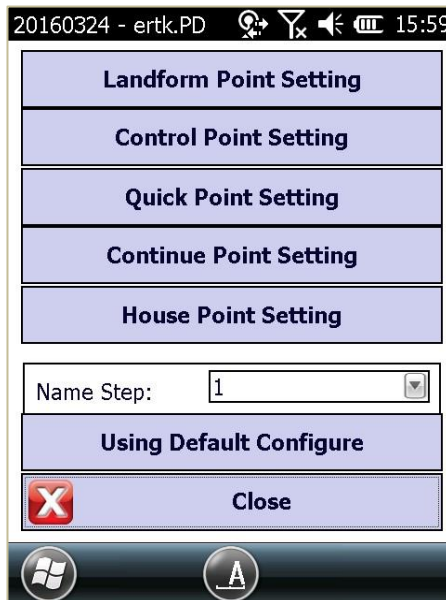 20160324 - ertk.PD 15:59
Landform Point Setting
Control Point Setting
Quick Point Setting
Continue Point Setting
House Point Setting
Name Step: 1
Using Default Configure
Close
A